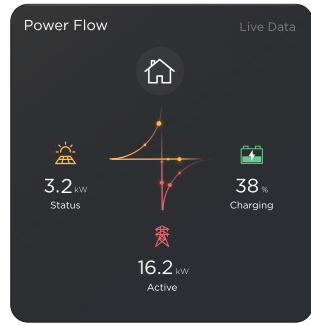 Power Flow
Live Data
3.2 kW
Status
38 %
Charging
16.2 kW
Active